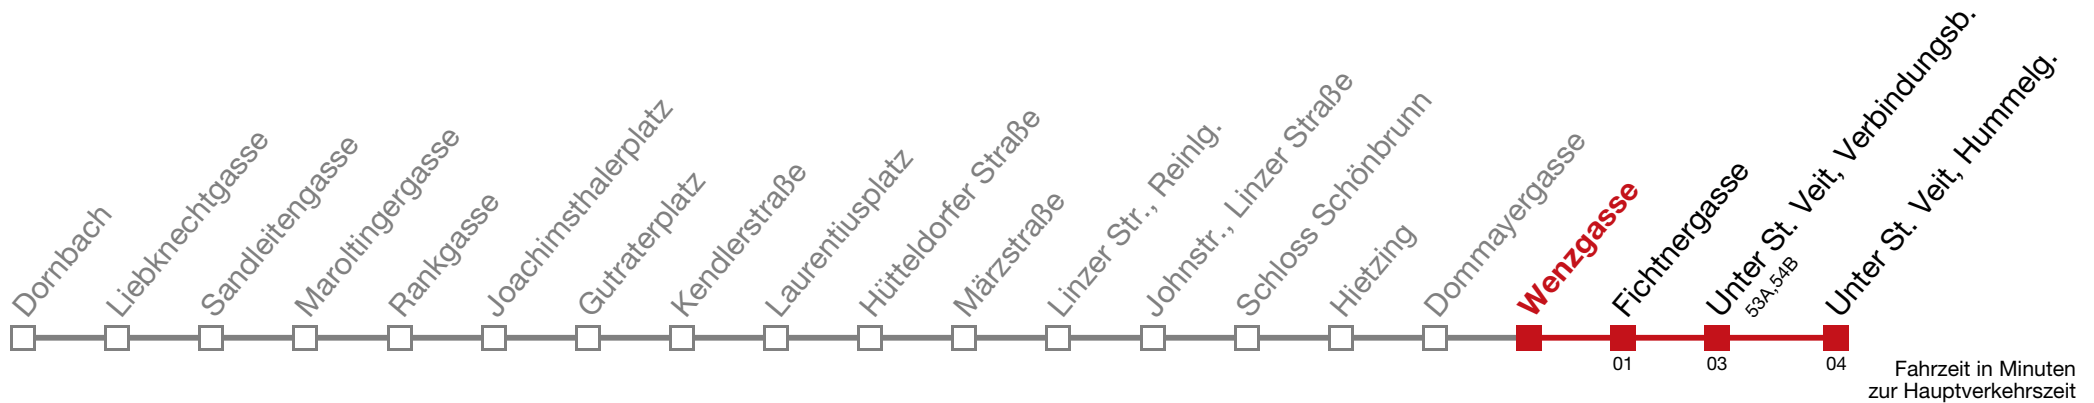 Dornbach
Liebknechtgasse
Sandleitengasse
Maroltingergasse
Rankgasse
Joachimsthalerplatz
Gutraterplatz
Kendlerstraße
Laurentiusplatz
Hütteldorfer Straße
Märzstraße
Linzer Str., Reinlg.
Johnstr., Linzer Straße
Schloss Schönbrunn
Hietzing
Dommayergasse
Wenzgasse
Fichtnergasse
Unter St. Veit, Verbindungsb.
53A,54B
Unter St. Veit, Hummelg.
01
03
04
Fahrzeit in Minuten
zur Hauptverkehrszeit